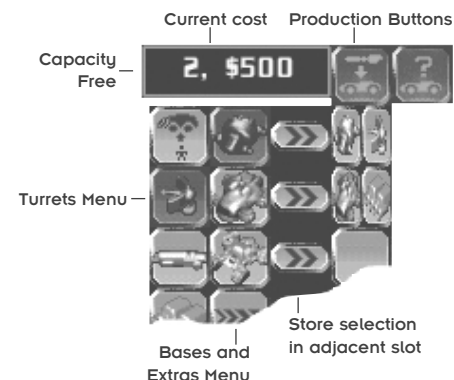 Current cost
Production Buttons
Capacity
Free
2, $500
?
Turrets Menu
Store selection
in adjacent slot
Bases and
Extras Menu